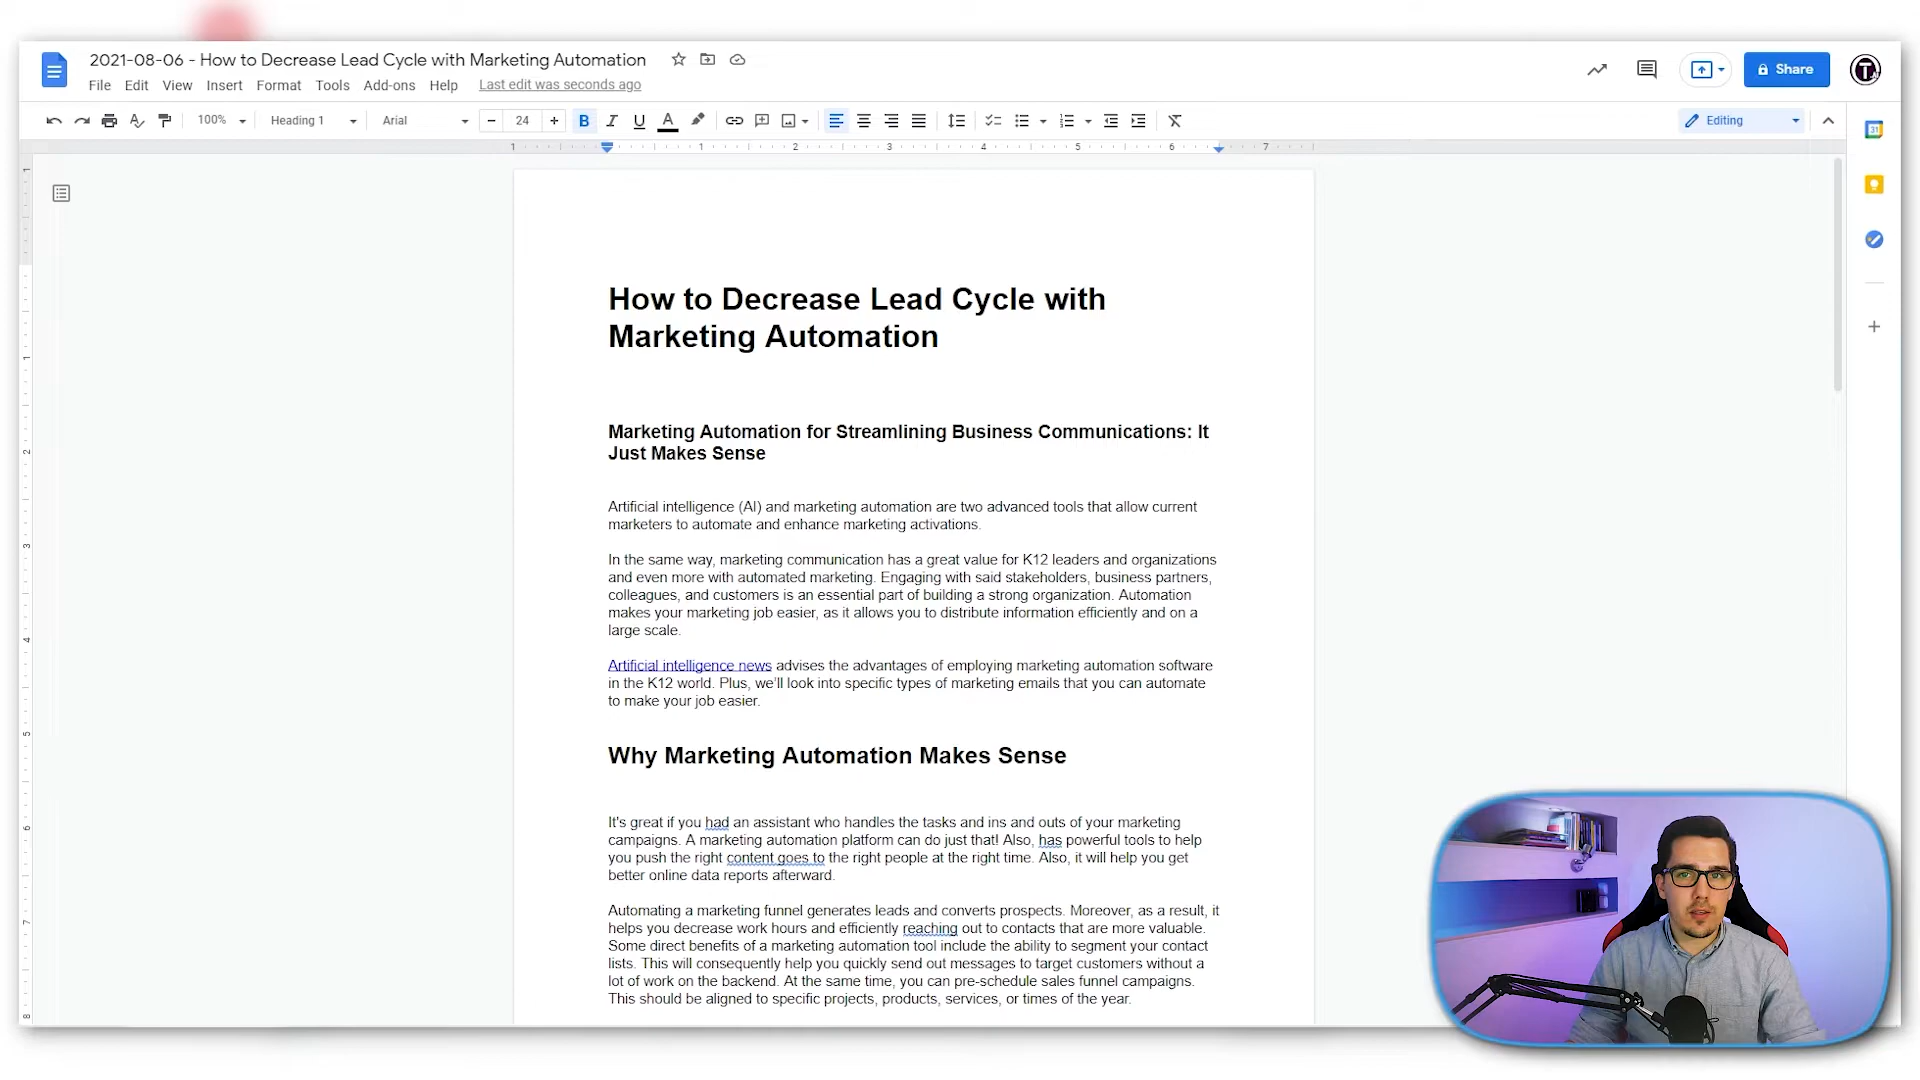 2021-08-06 - How to Decrease Lead Cycle with Marketing Automation
File Edit View Insert Format Tools Add-ons Help Last edit was seconds ago
Share
100% Heading 1 Arial 24 Editing
1 1 2 3 4 5 6 7
How to Decrease Lead Cycle with
Marketing Automation
Marketing Automation for Streamlining Business Communications: It
Just Makes Sense
Artificial intelligence (AI) and marketing automation are two advanced tools that allow current
marketers to automate and enhance marketing activations.
In the same way, marketing communication has a great value for K12 leaders and organizations
and even more with automated marketing. Engaging with said stakeholders, business partners,
colleagues, and customers is an essential part of building a strong organization. Automation
makes your marketing job easier, as it allows you to distribute information efficiently and on a
large scale.
Artificial intelligence news advises the advantages of employing marketing automation software
in the K12 world. Plus, we'll look into specific types of marketing emails that you can automate
to make your job easier.
Why Marketing Automation Makes Sense
It's great if you had an assistant who handles the tasks and ins and outs of your marketing
campaigns. A marketing automation platform can do just that! Also, has powerful tools to help
you push the right content goes to the right people at the right time. Also, it will help you get
better online data reports afterward.
Automating a marketing funnel generates leads and converts prospects. Moreover, as a result, it
helps you decrease work hours and efficiently reaching out to contacts that are more valuable.
Some direct benefits of a marketing automation tool include the ability to segment your contact
lists. This will consequently help you quickly send out messages to target customers without a
lot of work on the backend. At the same time, you can pre-schedule sales funnel campaigns.
This should be aligned to specific projects, products, services, or times of the year.